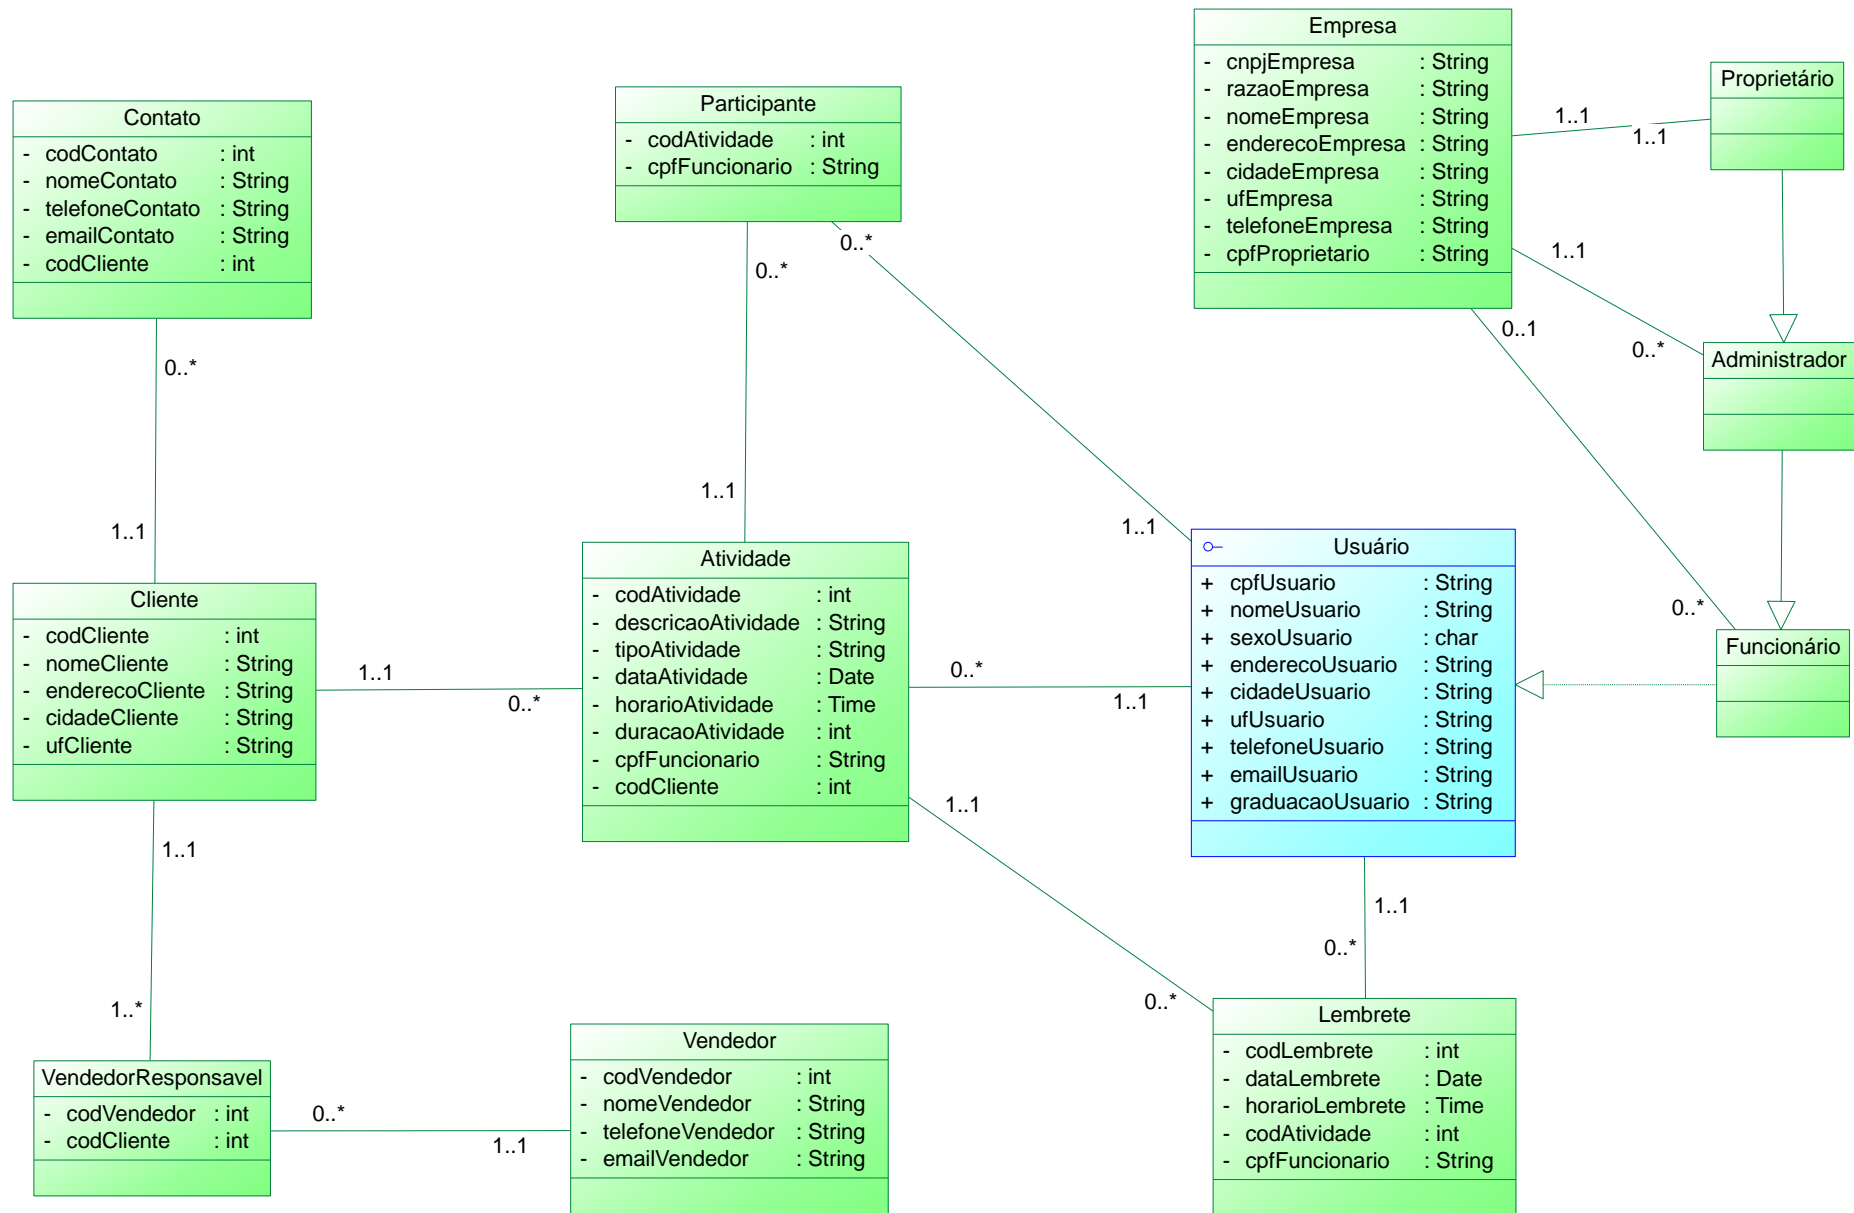 Empresa
- cnpjEmpresa : String
- razaoEmpresa : String
- nomeEmpresa : String
- enderecoEmpresa : String
- cidadeEmpresa : String
- ufEmpresa : String
- telefoneEmpresa : String
- cpfProprietario : String
Proprietário
1..1
1..1
1..1
0..*
0..1
0..*
Administrador
Funcionário
Participante
- codAtividade : int
- cpfFuncionario : String
0..*
0..*
1..1
1..1
Contato
- codContato : int
- nomeContato : String
- telefoneContato : String
- emailContato : String
- codCliente : int
0..*
1..1
Cliente
- codCliente : int
- nomeCliente : String
- enderecoCliente : String
- cidadeCliente : String
- ufCliente : String
1..1
0..*
Atividade
- codAtividade : int
- descricaoAtividade : String
- tipoAtividade : String
- dataAtividade : Date
- horarioAtividade : Time
- duracaoAtividade : int
- cpfFuncionario : String
- codCliente : int
0..*
1..1
Usuário
+ cpfUsuario : String
+ nomeUsuario : String
+ sexoUsuario : char
+ enderecoUsuario : String
+ cidadeUsuario : String
+ ufUsuario : String
+ telefoneUsuario : String
+ emailUsuario : String
+ graduacaoUsuario : String
1..1
0..*
1..1
0..*
1..1
1..*
VendedorResponsavel
- codVendedor : int
- codCliente : int
0..*
1..1
Vendedor
- codVendedor : int
- nomeVendedor : String
- telefoneVendedor : String
- emailVendedor : String
Lembrete
- codLembrete : int
- dataLembrete : Date
- horarioLembrete : Time
- codAtividade : int
- cpfFuncionario : String